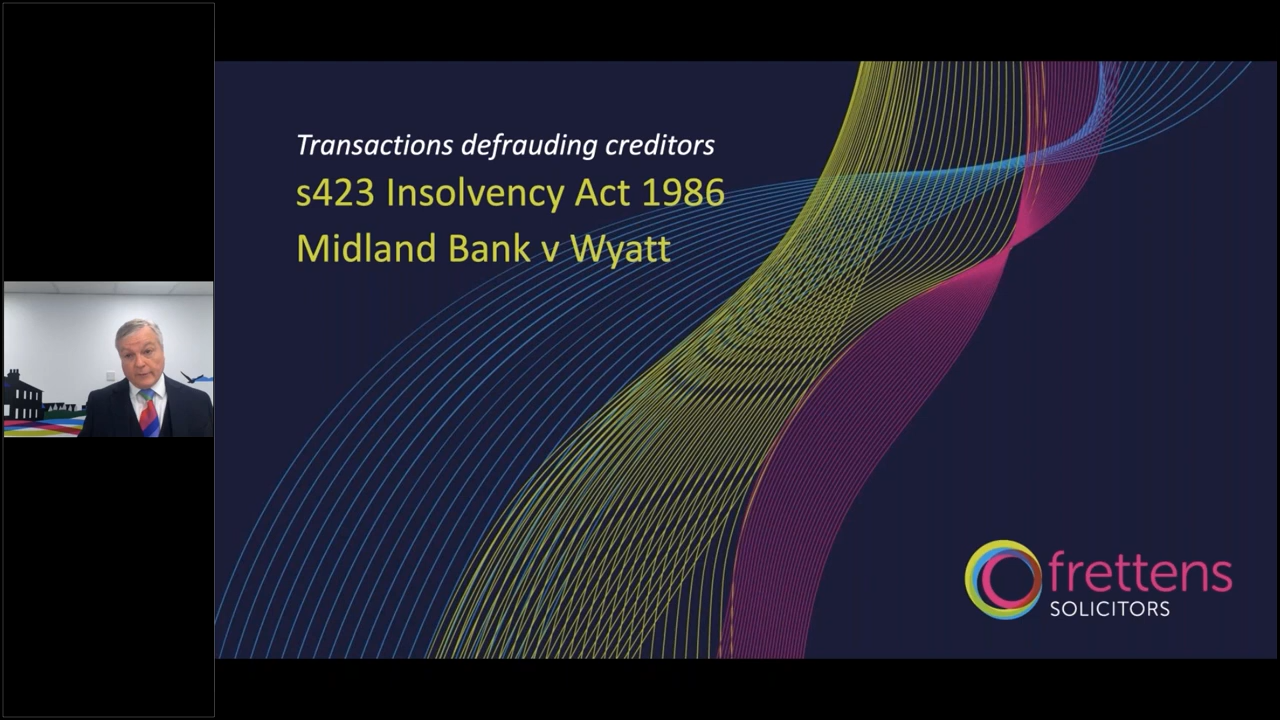 Transactions defrauding creditors
s423 Insolvency Act 1986
Midland Bank v Wyatt
frettens
SOLICITORS